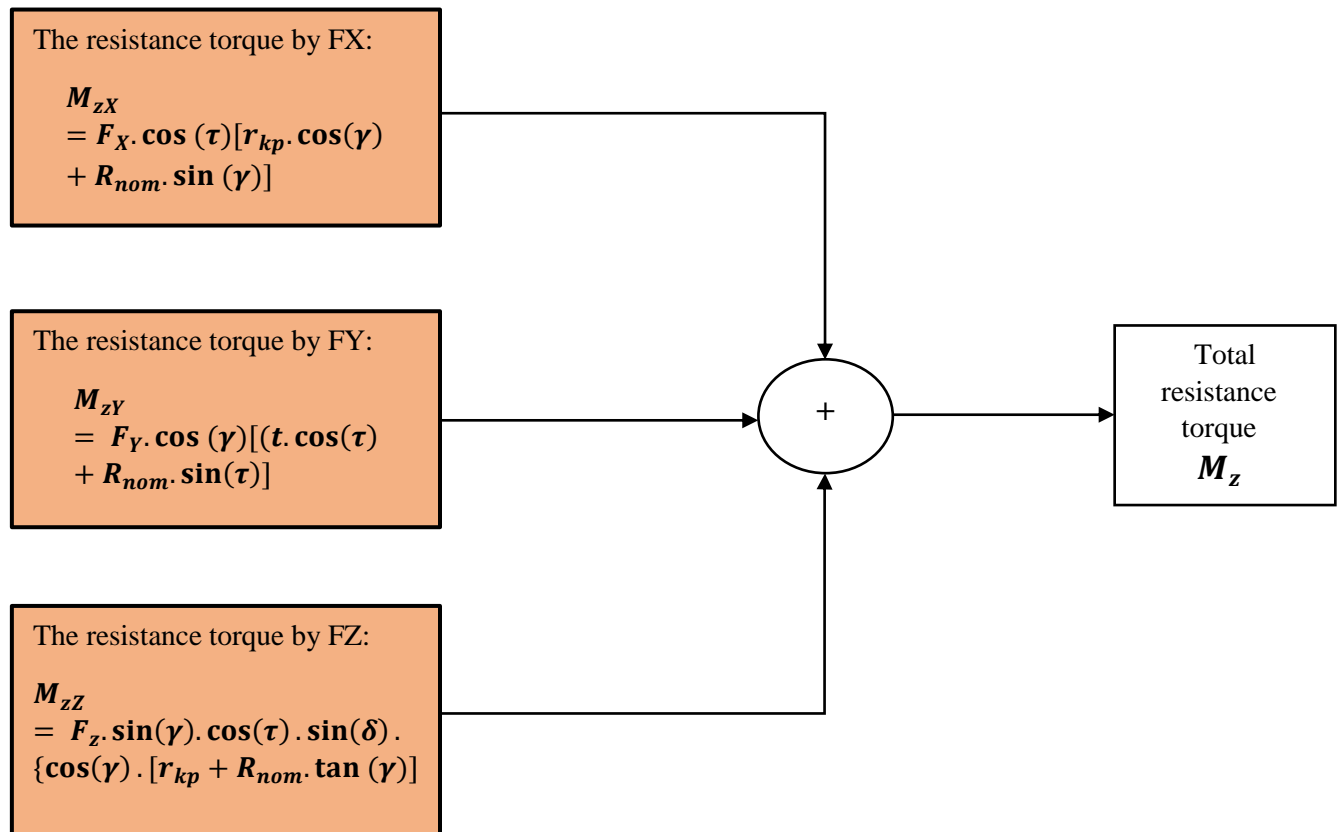 The resistance torque by FX:
M_zX
= F_X. cos (τ)[r_kp. cos(γ)
+ R_nom. sin (γ)]
The resistance torque by FY:
M_zY
= F_Y. cos (γ)[(t. cos(τ)
+ R_nom. sin(τ)]
The resistance torque by FZ:
M_zZ
= F_z. sin(γ). cos(τ) . sin(δ) .
{cos(γ) . [r_kp + R_nom. tan (γ)]
+
Total
resistance
torque
M_z